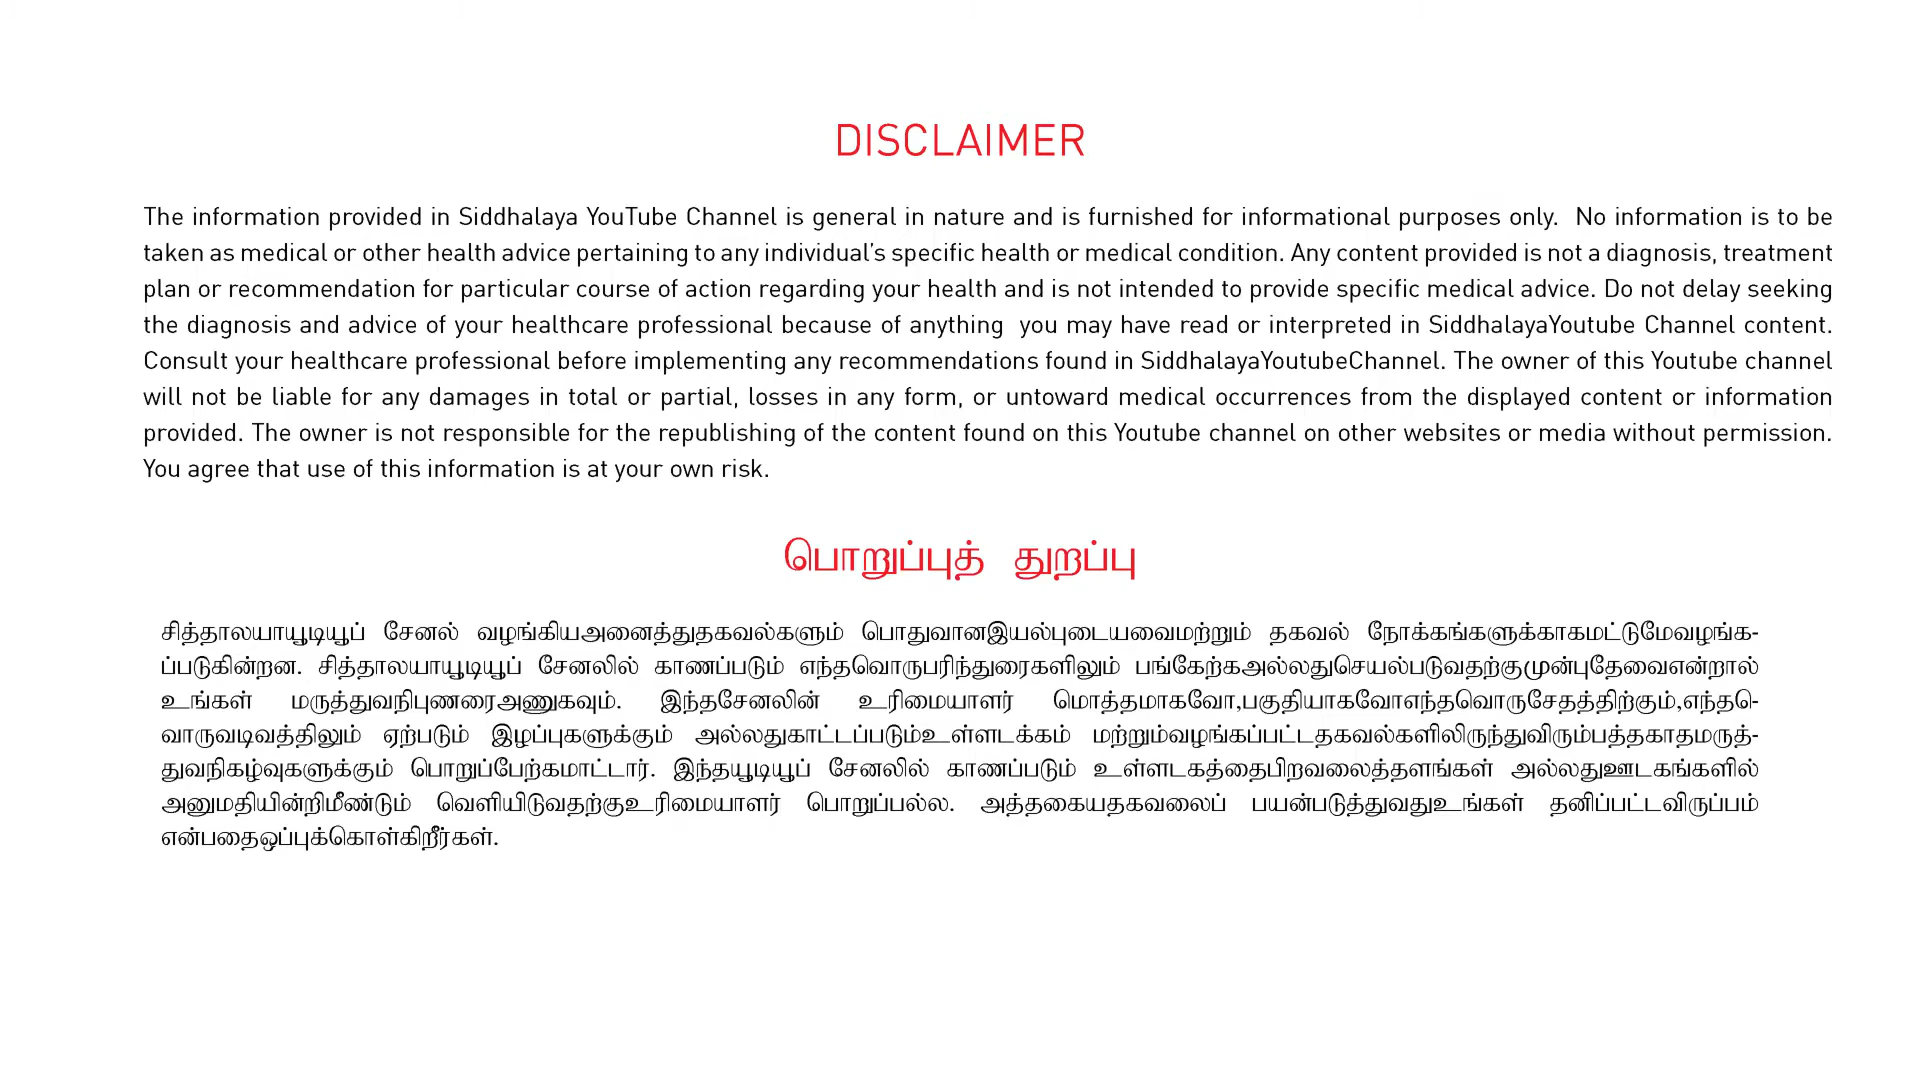 DISCLAIMER
The information provided in Siddhalaya YouTube Channel is general in nature and is furnished for informational purposes only.  No information is to be
taken as medical or other health advice pertaining to any individual’s specific health or medical condition. Any content provided is not a diagnosis, treatment
plan or recommendation for particular course of action regarding your health and is not intended to provide specific medical advice. Do not delay seeking
the diagnosis and advice of your healthcare professional because of anything  you may have read or interpreted in SiddhalayaYoutube Channel content.
Consult your healthcare professional before implementing any recommendations found in SiddhalayaYoutubeChannel. The owner of this Youtube channel
will not be liable for any damages in total or partial, losses in any form, or untoward medical occurrences from the displayed content or information
provided. The owner is not responsible for the republishing of the content found on this Youtube channel on other websites or media without permission.
You agree that use of this information is at your own risk.
பொறுப்புத் துறப்பு
சித்தாலயாயூடியூப் சேனல் வழங்கியஅனைத்துதகவல்களும் பொதுவானஇயல்புடையவைமற்றும் தகவல் நோக்கங்களுக்காகமட்டுமேவழங்க-
ப்படுகின்றன. சித்தாலயாயூடியூப் சேனலில் காணப்படும் எந்தவொருபரிந்துரைகளிலும் பங்கேற்கஅல்லதுசெயல்படுவதற்குமுன்புதேவைஎன்றால்
உங்கள் மருத்துவநிபுணரைஅணுகவும். இந்தசேனலின் உரிமையாளர் மொத்தமாகவோ,பகுதியாகவோஎந்தவொருசேதத்திற்கும்,எந்தெ-
வாருவடிவத்திலும் ஏற்படும் இழப்புகளுக்கும் அல்லதுகாட்டப்படும்உள்ளடக்கம் மற்றும்வழங்கப்பட்டதகவல்களிலிருந்துவிரும்பத்தகாதமருத்-
துவநிகழ்வுகளுக்கும் பொறுப்பேற்கமாட்டார். இந்தயூடியூப் சேனலில் காணப்படும் உள்ளடகத்தைபிறவலைத்தளங்கள் அல்லதுஊடகங்களில்
அனுமதியின்றிமீண்டும் வெளியிடுவதற்குஉரிமையாளர் பொறுப்பல்ல. அத்தகையதகவலைப் பயன்படுத்துவதுஉங்கள் தனிப்பட்டவிருப்பம்
என்பதைஒப்புக்கொள்கிறீர்கள்.